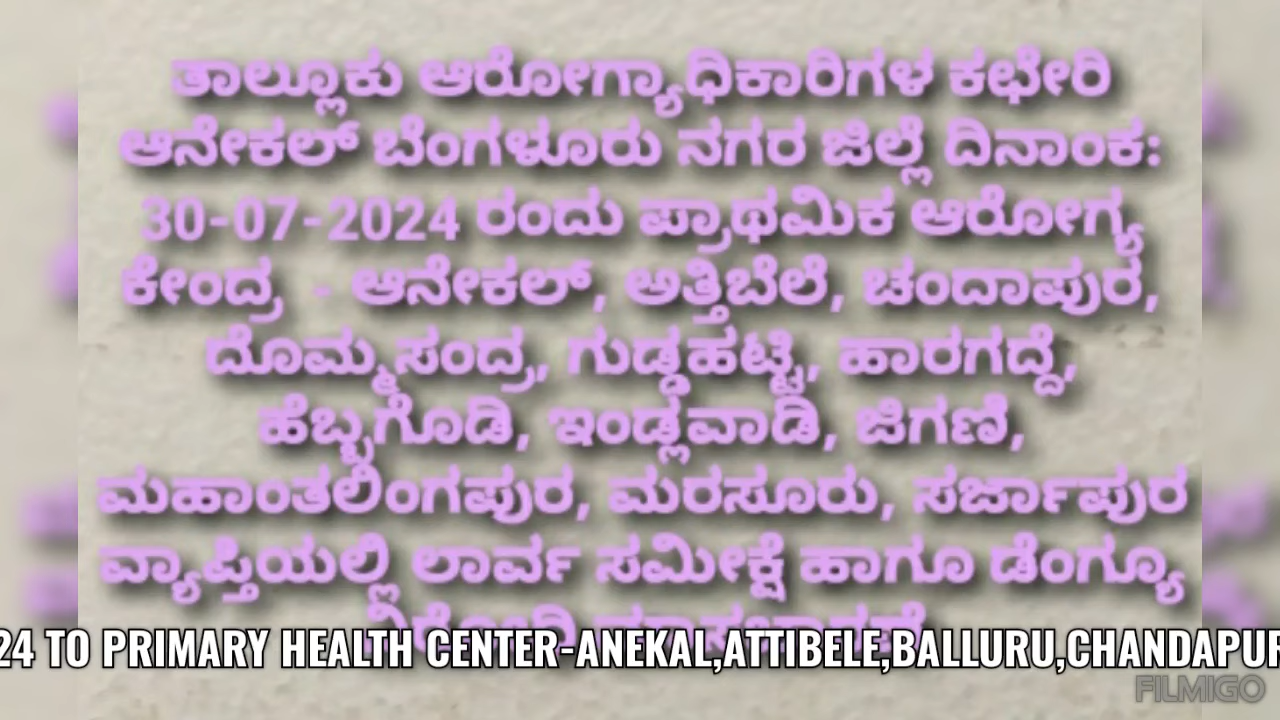 ತಾಲ್ಲೂಕು ಆರೋಗ್ಯಾಧಿಕಾರಿಗಳ ಕಛೇರಿ
ಆನೇಕಲ್ ಬೆಂಗಳೂರು ನಗರ ಜಿಲ್ಲೆ ದಿನಾಂಕ:
30-07-2024 ರಂದು ಪ್ರಾಥಮಿಕ ಆರೋಗ್ಯ
ಕೇಂದ್ರ - ಆನೇಕಲ್, ಅತ್ತಿಬೆಲೆ, ಚಂದಾಪುರ,
ದೊಮ್ಮಸಂದ್ರ, ಗುಡ್ಡಹಟ್ಟಿ, ಹಾರಗದ್ದೆ,
ಹೆಬ್ಬಗೊಡಿ, ಇಂಡ್ಲವಾಡಿ, ಜಿಗಣಿ,
ಮಹಾಂತಲಿಂಗಪುರ, ಮರಸೂರು, ಸರ್ಜಾಪುರ
ವ್ಯಾಪ್ತಿಯಲ್ಲಿ ಲಾರ್ವ ಸಮೀಕ್ಷೆ ಹಾಗೂ ಡೆಂಗ್ಯೂ
24 TO PRIMARY HEALTH CENTER-ANEKAL,ATTIBELE,BALLURU,CHANDAPUR
FILMIGO